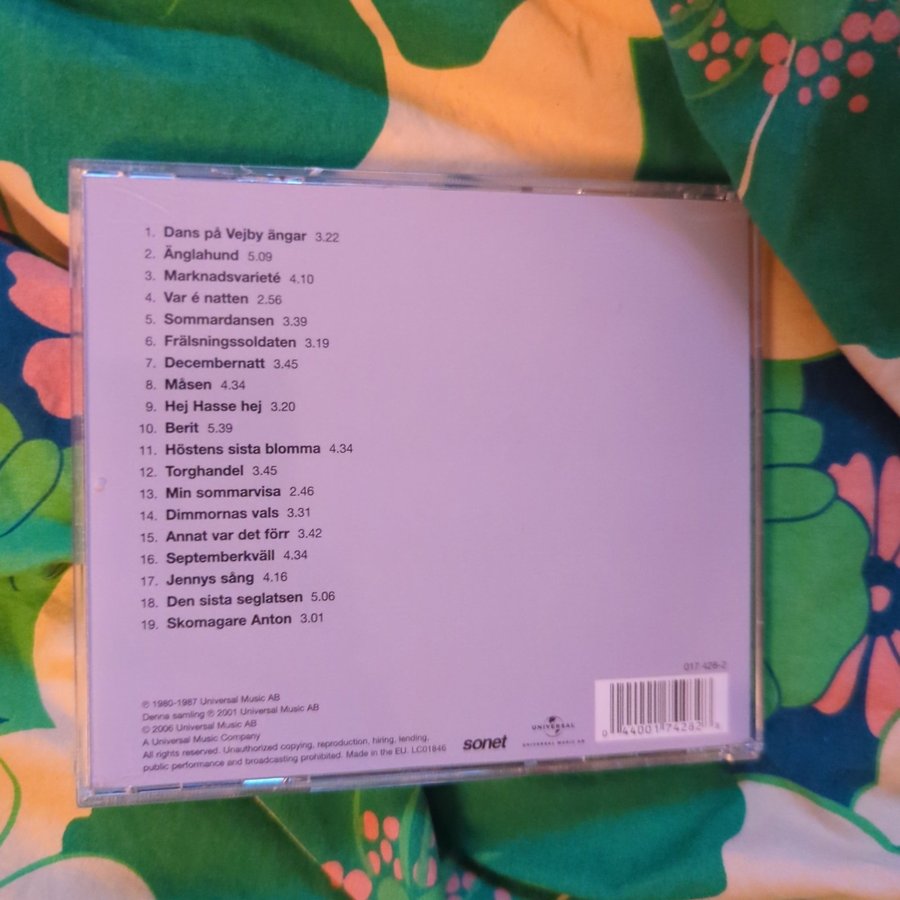 1. Dans på Vejby ängar 3.22
2. Änglahund 5.09
3. Marknadsvarieté 4.10
4. Var é natten 2.56
5. Sommardansen 3.39
6. Frälsningssoldaten 3.19
7. Decembernatt 3.45
8. Måsen 4.34
9. Hej Hasse hej 3.20
10. Berit 5.39
11. Höstens sista blomma 4.34
12. Torghandel 3.45
13. Min sommarvisa 2.46
14. Dimmornas vals 3.31
15. Annat var det förr 3.42
16. Septemberkväll 4.34
17. Jennys sång 4.16
18. Den sista seglatsen 5.06
19. Skomagare Anton 3.01
℗ 1980-1987 Universal Music AB
Denna samling ℗ 2001 Universal Music AB
© 2006 Universal Music AB
A Universal Music Company
All rights reserved. Unauthorized copying, reproduction, hiring, lending,
public performance and broadcasting prohibited. Made in the EU. LC01846
sonet
UNIVERSAL
UNIVERSAL MUSIC AB
017 428-2
0 44001 74282